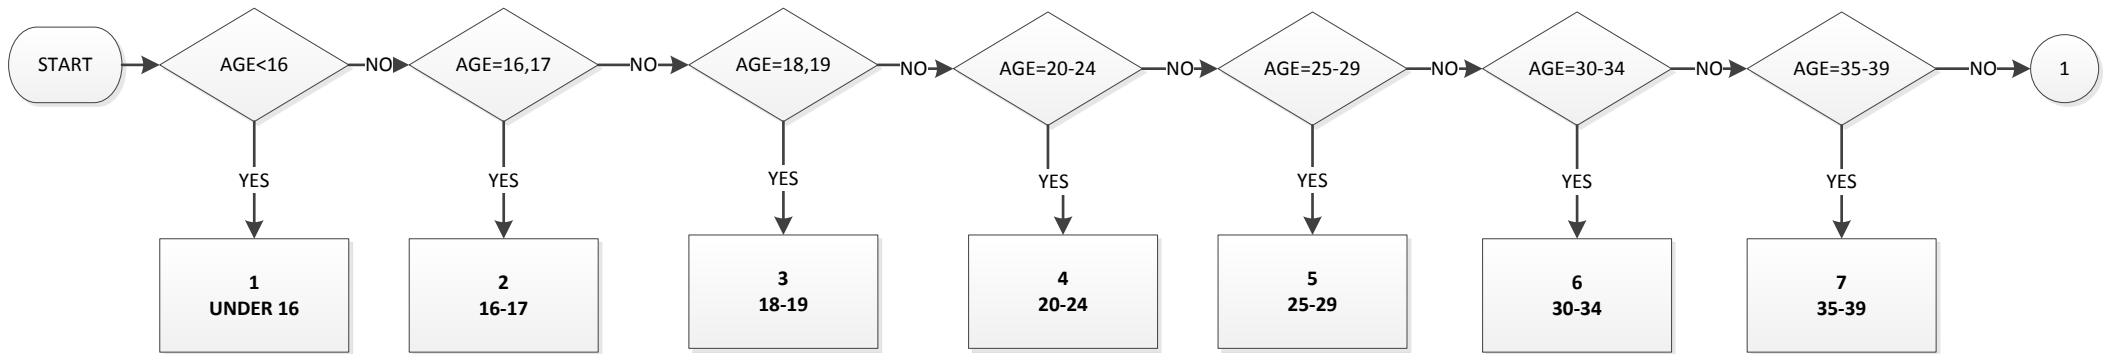 START
AGE<16
NO
AGE=16,17
NO
AGE=18,19
NO
AGE=20-24
NO
AGE=25-29
NO
AGE=30-34
NO
AGE=35-39
NO
1
YES
YES
YES
YES
YES
YES
YES
1
UNDER 16
2
16-17
3
18-19
4
20-24
5
25-29
6
30-34
7
35-39